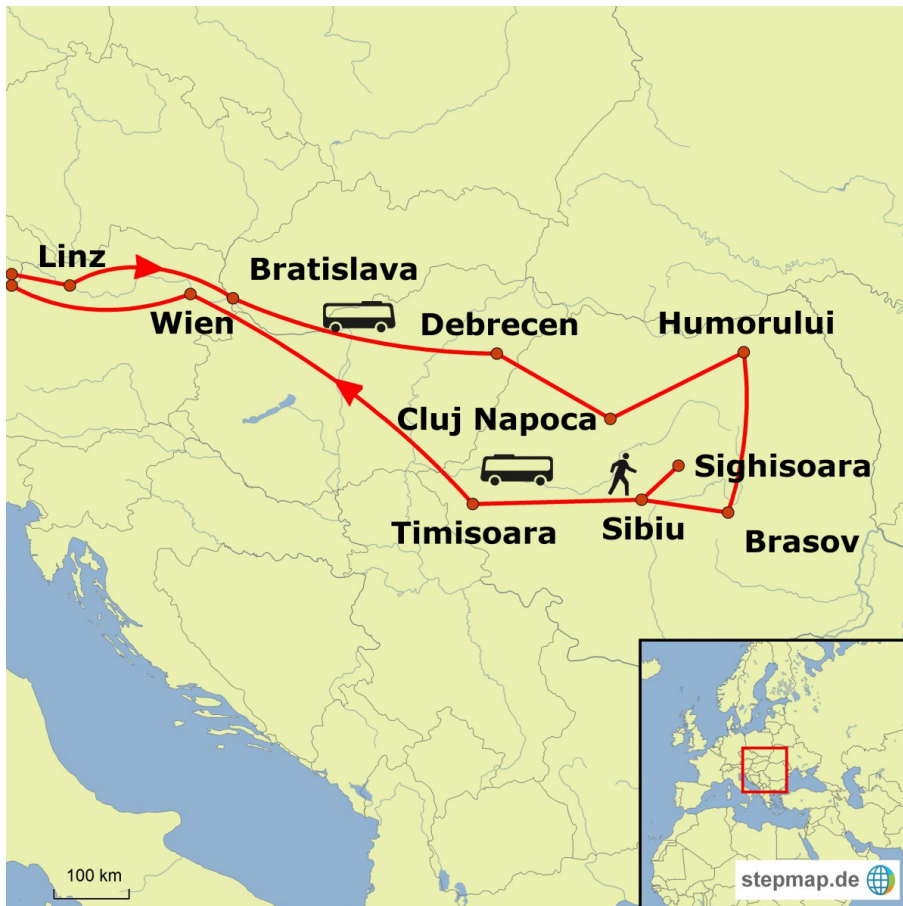 Linz
Bratislava
Wien
Debrecen
Humorului
Cluj Napoca
Sighisoara
Timisoara
Sibiu
Brasov
100 km
stepmap.de